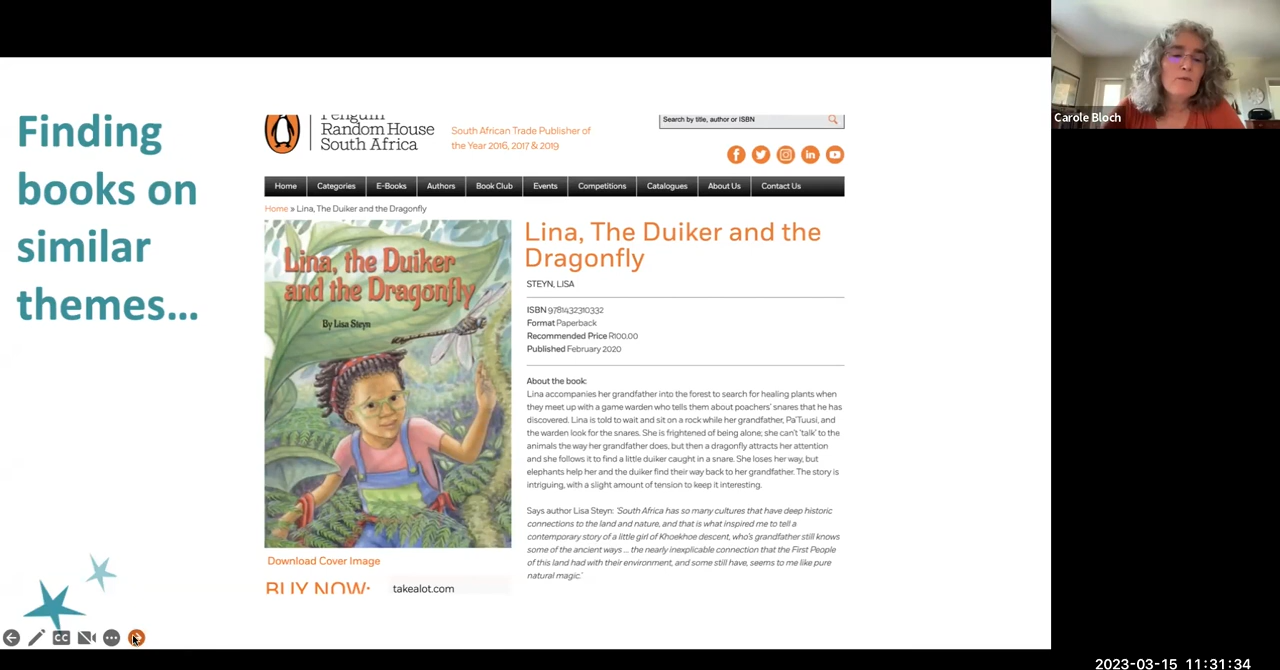 Finding
books on
similar
themes...
Penguin
Random House
South Africa
South African Trade Publisher of
the Year 2016, 2017 & 2019
Search by title, author or ISBN
Home Categories E-Books Authors Book Club Events Competitions Catalogues About Us Contact Us
Home » Lina, The Duiker and the Dragonfly
Lina, the Duiker
and the Dragonfly
By Lisa Steyn
Download Cover Image
BUY NOW: takealot.com
Lina, The Duiker and the
Dragonfly
STEYN, LISA
ISBN 9781432310332
Format Paperback
Recommended Price R100.00
Published February 2020
About the book:
Lina accompanies her grandfather into the forest to search for healing plants when
they meet up with a game warden who tells them about poachers' snares that he has
discovered. Lina is told to wait and sit on a rock while her grandfather, Pa'Tuusi, and
the warden look for the snares. She is frightened of being alone; she can't 'talk' to the
animals the way her grandfather does, but then a dragonfly attracts her attention
and she follows it to find a little duiker caught in a snare. She loses her way, but
elephants help her and the duiker find their way back to her grandfather. The story is
intriguing, with a slight amount of tension to keep it interesting.
Says author Lisa Steyn: 'South Africa has so many cultures that have deep historic
connections to the land and nature, and that is what inspired me to tell a
contemporary story of a little girl of Khoekhoe descent, who's grandfather still knows
some of the ancient ways ... the nearly inexplicable connection that the First People
of this land had with their environment, and some still have, seems to me like pure
natural magic.'
CC
Carole Bloch
2023-03-15 11:31:34